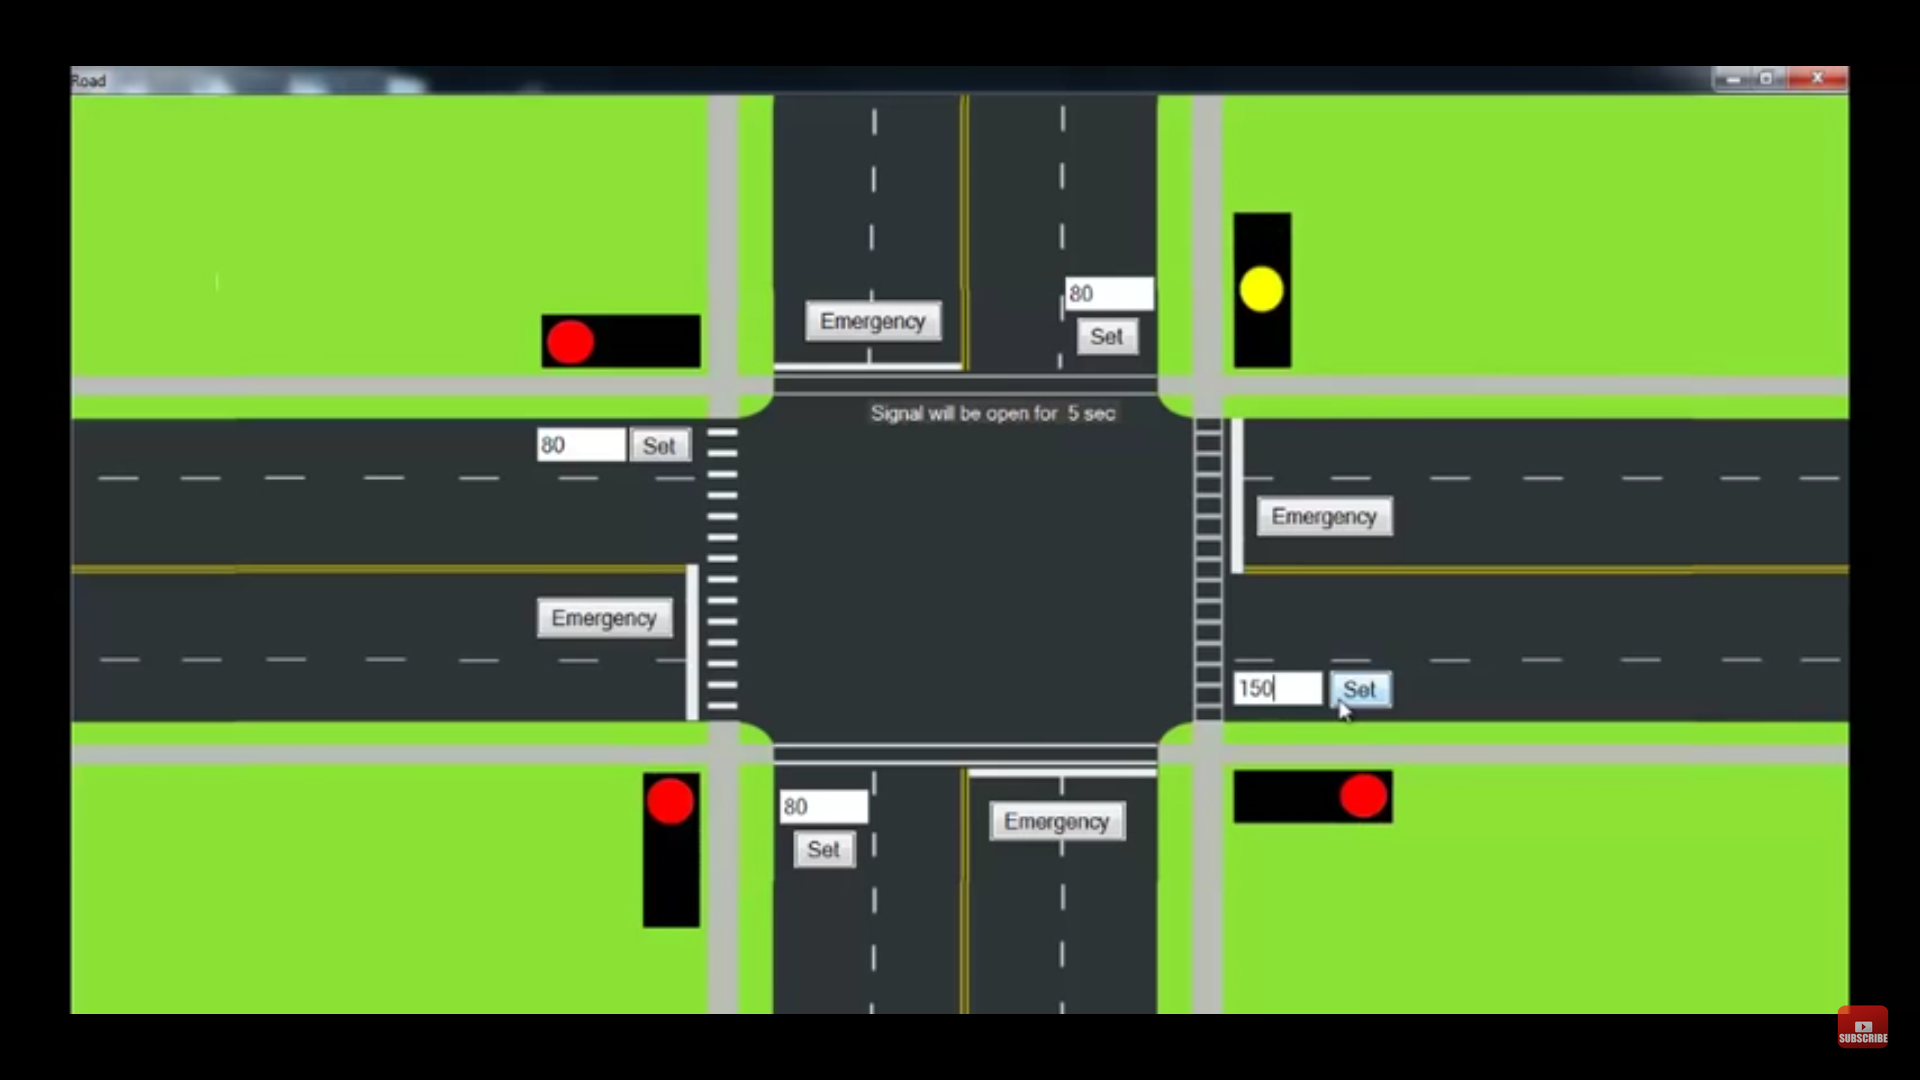 Road
80
Emergency
Set
Signal will be open for 5 sec
80 Set
Emergency
Emergency
150 Set
80
Emergency
Set
SUBSCRIBE